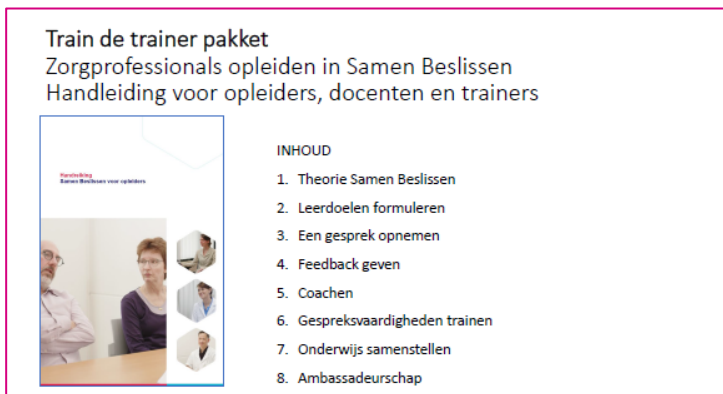 Train de trainer pakket
Zorgprofessionals opleiden in Samen Beslissen
Handleiding voor opleiders, docenten en trainers
Handreiking
Samen Beslissen voor opleiders
INHOUD
1. Theorie Samen Beslissen
2. Leerdoelen formuleren
3. Een gesprek opnemen
4. Feedback geven
5. Coachen
6. Gespreksvaardigheden trainen
7. Onderwijs samenstellen
8. Ambassadeurschap